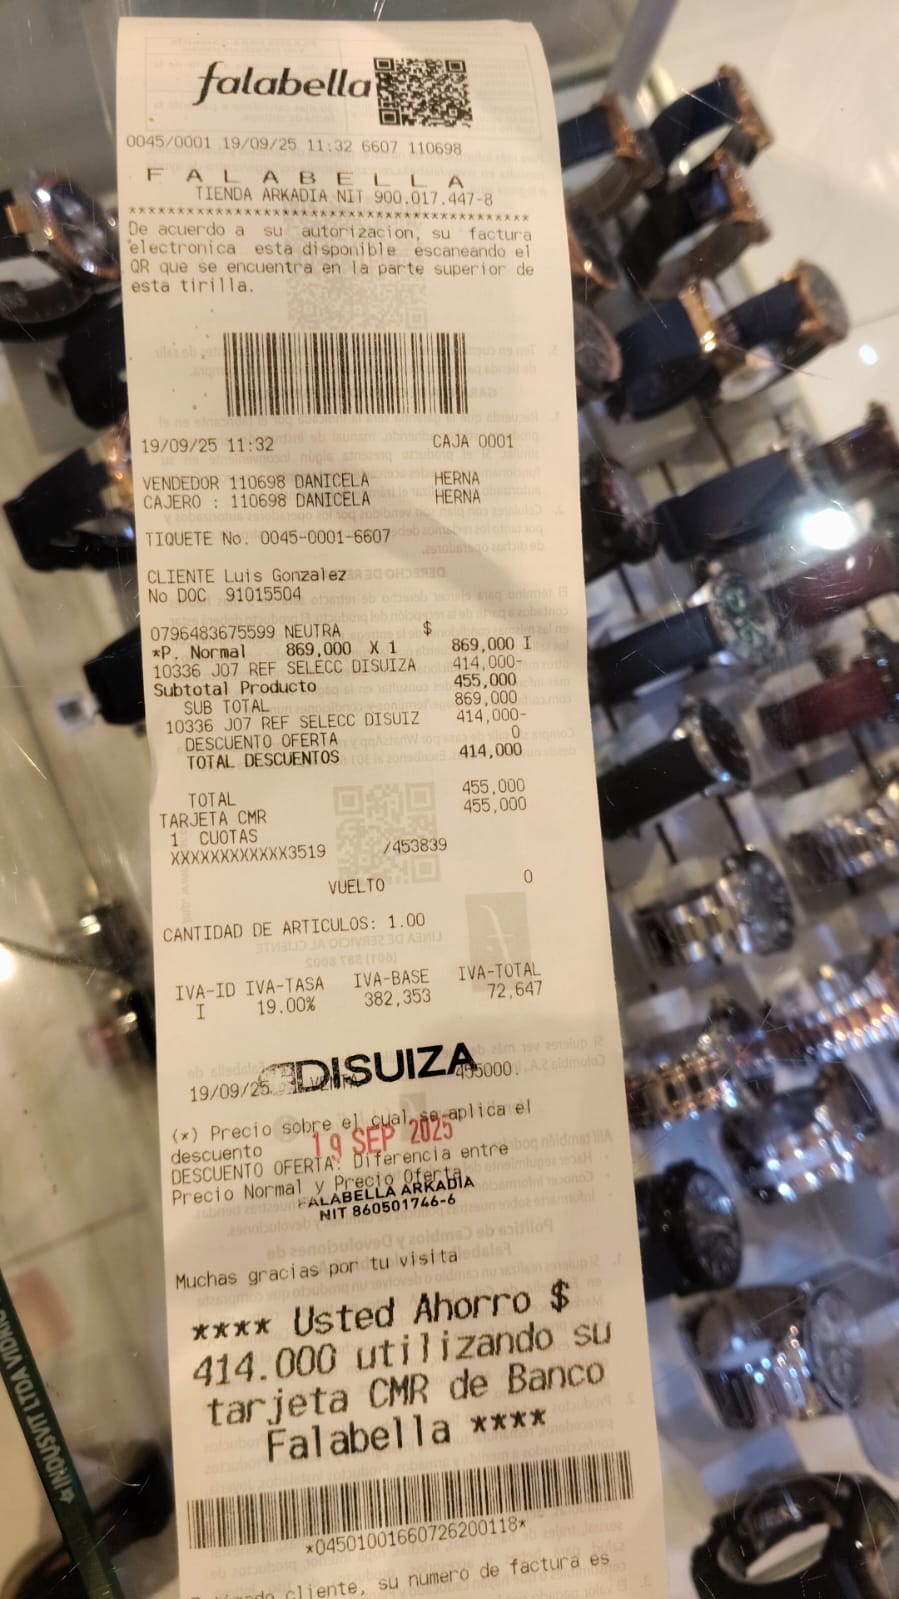 falabella
0045/0001 19/09/25 11:32 6607 110698
F A L A B E L L A
TIENDA ARKADIA NIT 900.017.447-8
**************************************************
De acuerdo a su autorizacion, su factura
electronica esta disponible escaneando el
QR que se encuentra en la parte superior de
esta tirilla.
19/09/25 11:32 CAJA 0001
VENDEDOR 110698 DANICELA HERNA
CAJERO : 110698 DANICELA HERNA
TIQUETE No. 0045-0001-6607
CLIENTE Luis Gonzalez
No DOC 91015504
0796483675599 NEUTRA $
*P. Normal 869,000 X 1 869,000 I
10336 J07 REF SELECC DISUIZA 414,000-
Subtotal Producto 455,000
SUB TOTAL 869,000
10336 J07 REF SELECC DISUIZ 414,000-
DESCUENTO OFERTA 0
TOTAL DESCUENTOS 414,000
TOTAL 455,000
TARJETA CMR 455,000
1 CUOTAS
XXXXXXXXXXXX3519 /453839
VUELTO 0
CANTIDAD DE ARTICULOS: 1.00
IVA-ID IVA-TASA IVA-BASE IVA-TOTAL
I 19.00% 382,353 72,647
DISUIZA
19/09/25 455000.
(*) Precio sobre el cual se aplica el
descuento
19 SEP 2025
DESCUENTO OFERTA: Diferencia entre
Precio Normal y Precio Oferta
FALABELLA ARKADIA
NIT 860501746-6
Muchas gracias por tu visita
**** Usted Ahorro $
414.000 utilizando su
tarjeta CMR de Banco
Falabella ****
*04501001660726200118*
cliente, su numero de factura es
INDUSVIT LTDA